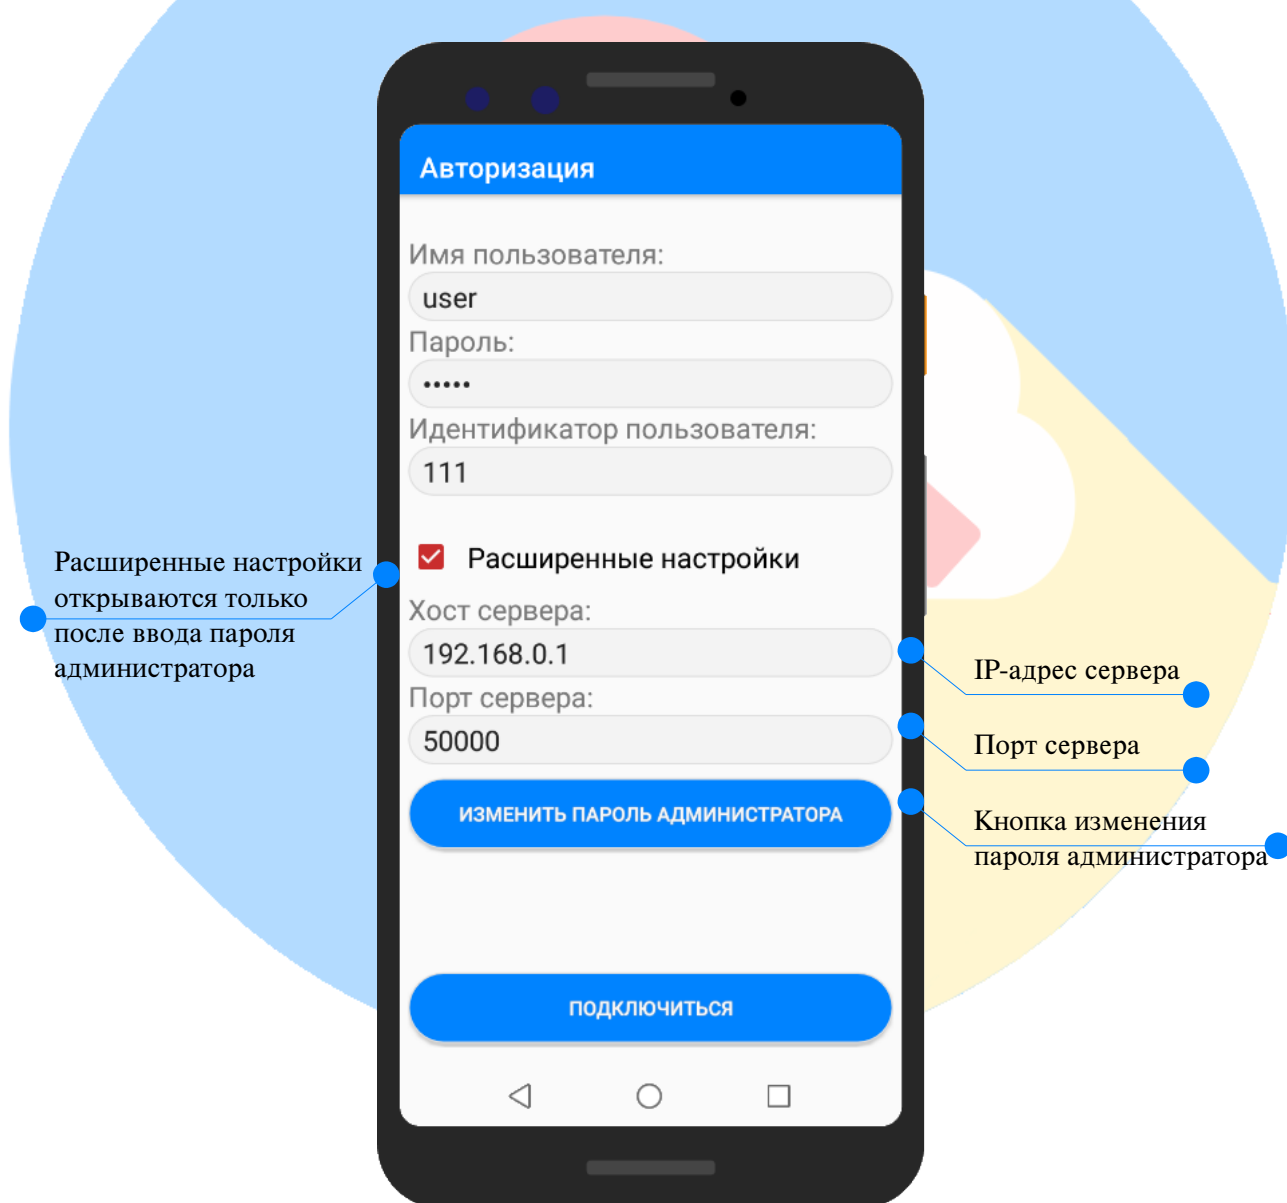 Авторизация
Имя пользователя:
user
Пароль:
•••••
Идентификатор пользователя:
111
Расширенные настройки
Хост сервера:
192.168.0.1
Порт сервера:
50000
ИЗМЕНИТЬ ПАРОЛЬ АДМИНИСТРАТОРА
ПОДКЛЮЧИТЬСЯ
Расширенные настройки
открываются только
после ввода пароля
администратора
IP-адрес сервера
Порт сервера
Кнопка изменения
пароля администратора